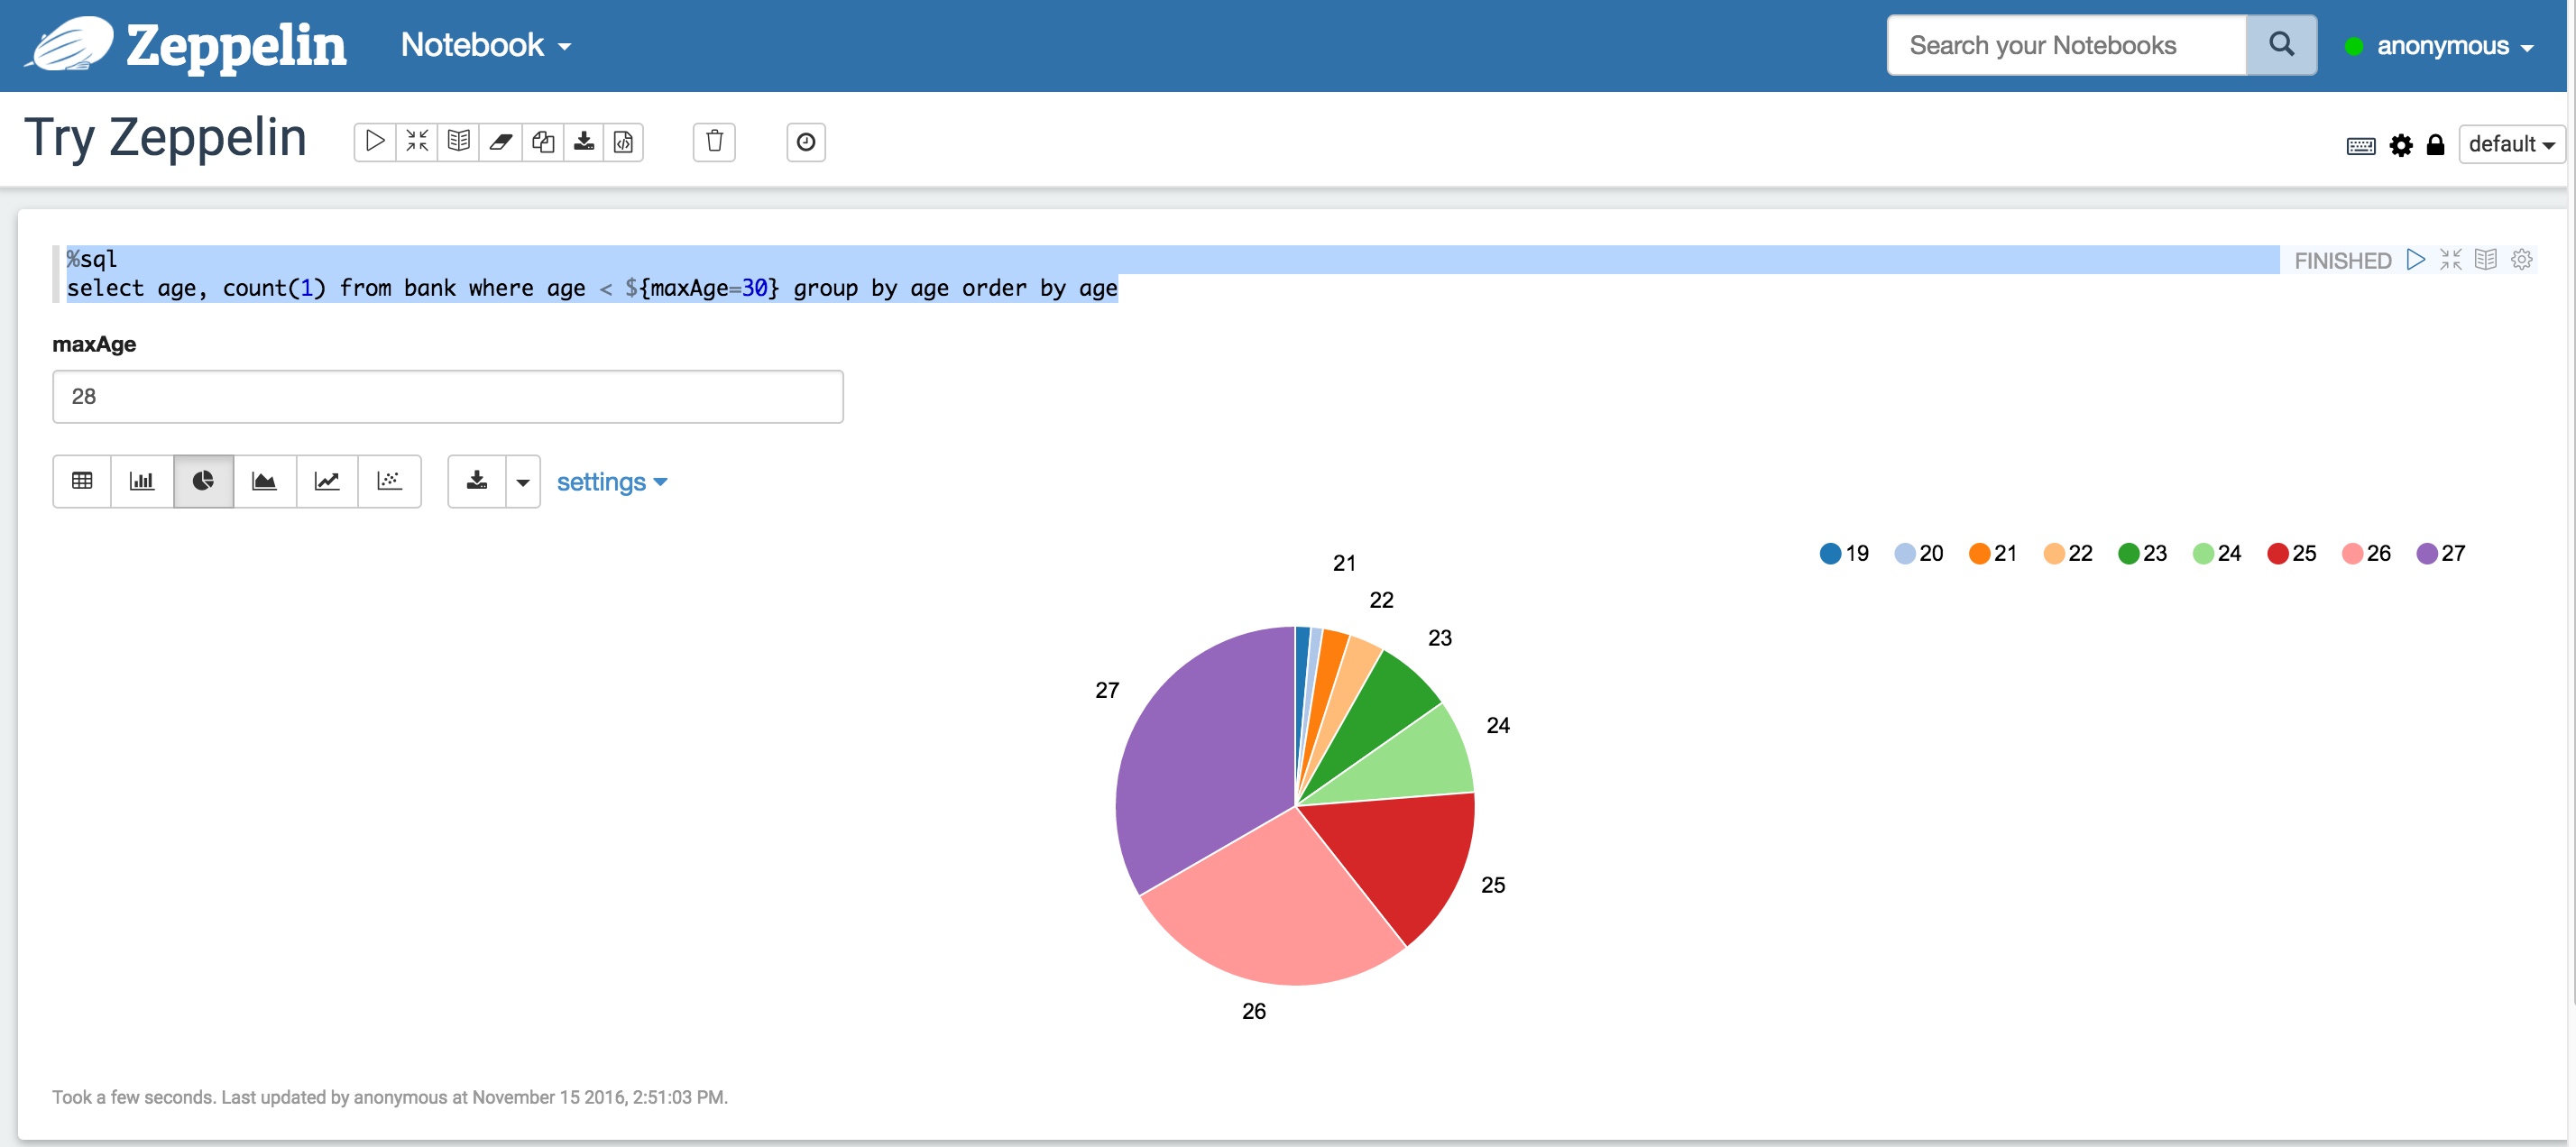 Zeppelin Notebook Search your Notebooks anonymous
Try Zeppelin default
%sql FINISHED
select age, count(1) from bank where age < ${maxAge=30} group by age order by age
maxAge
28
settings
19 20 21 22 23 24 25 26 27
21
22
23
27
24
25
26
Took a few seconds. Last updated by anonymous at November 15 2016, 2:51:03 PM.